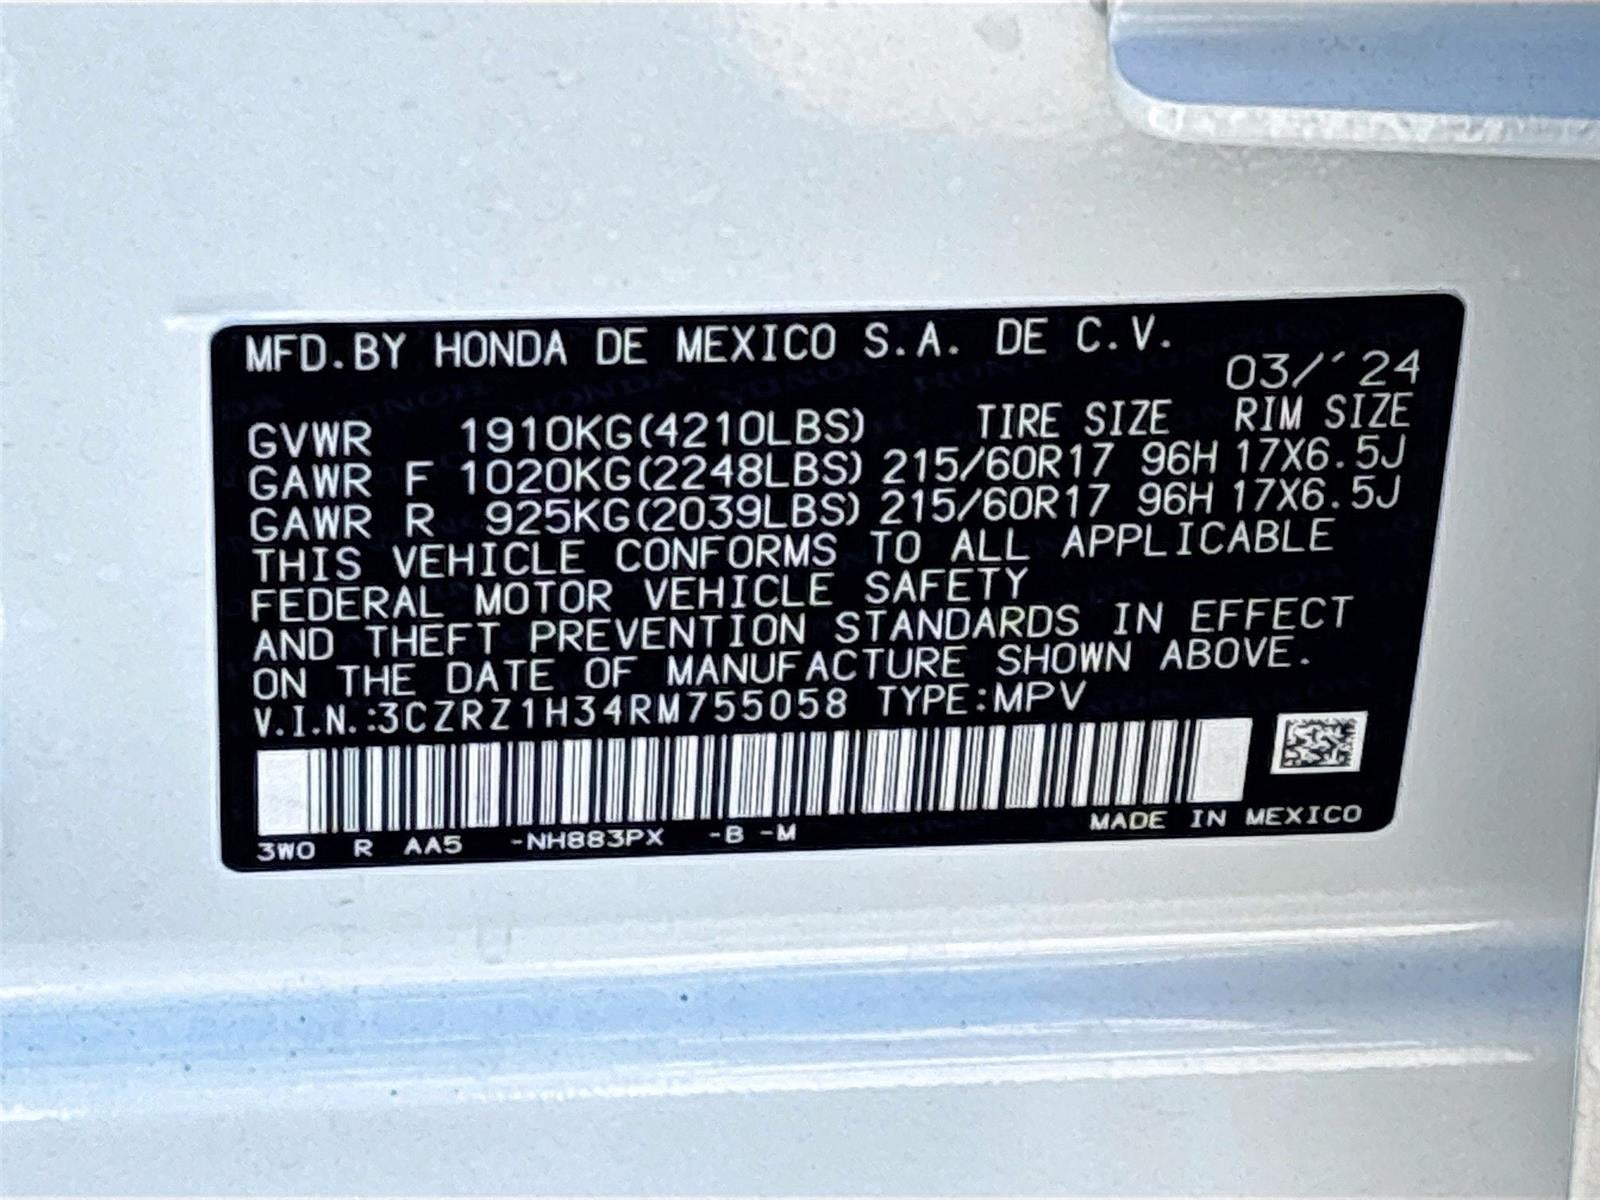 MFD.BY HONDA DE MEXICO S.A. DE C.V.
03/'24
GVWR 1910KG(4210LBS) TIRE SIZE RIM SIZE
GAWR F 1020KG(2248LBS) 215/60R17 96H 17X6.5J
GAWR R 925KG(2039LBS) 215/60R17 96H 17X6.5J
THIS VEHICLE CONFORMS TO ALL APPLICABLE
FEDERAL MOTOR VEHICLE SAFETY
AND THEFT PREVENTION STANDARDS IN EFFECT
ON THE DATE OF MANUFACTURE SHOWN ABOVE.
V.I.N.:3CZRZ1H34RM755058 TYPE:MPV
3W0 R AA5 -NH883PX -B -M MADE IN MEXICO